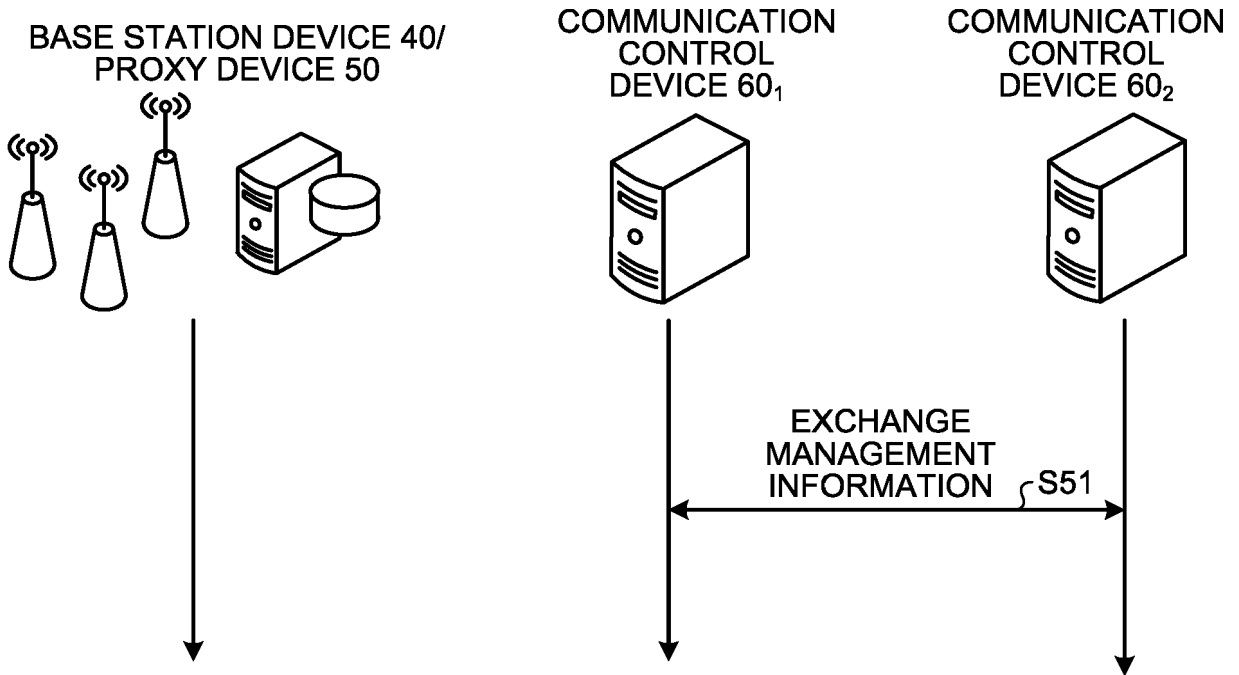 BASE STATION DEVICE 40/
PROXY DEVICE 50
COMMUNICATION
CONTROL
DEVICE 60₁
COMMUNICATION
CONTROL
DEVICE 60₂
EXCHANGE
MANAGEMENT
INFORMATION
S51